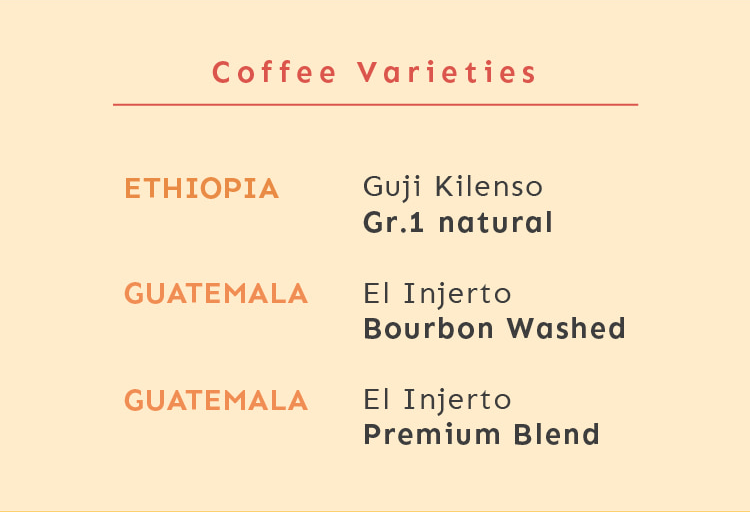 Coffee Varieties
ETHIOPIA Guji Kilenso
Gr.1 natural
GUATEMALA El Injerto
Bourbon Washed
GUATEMALA El Injerto
Premium Blend